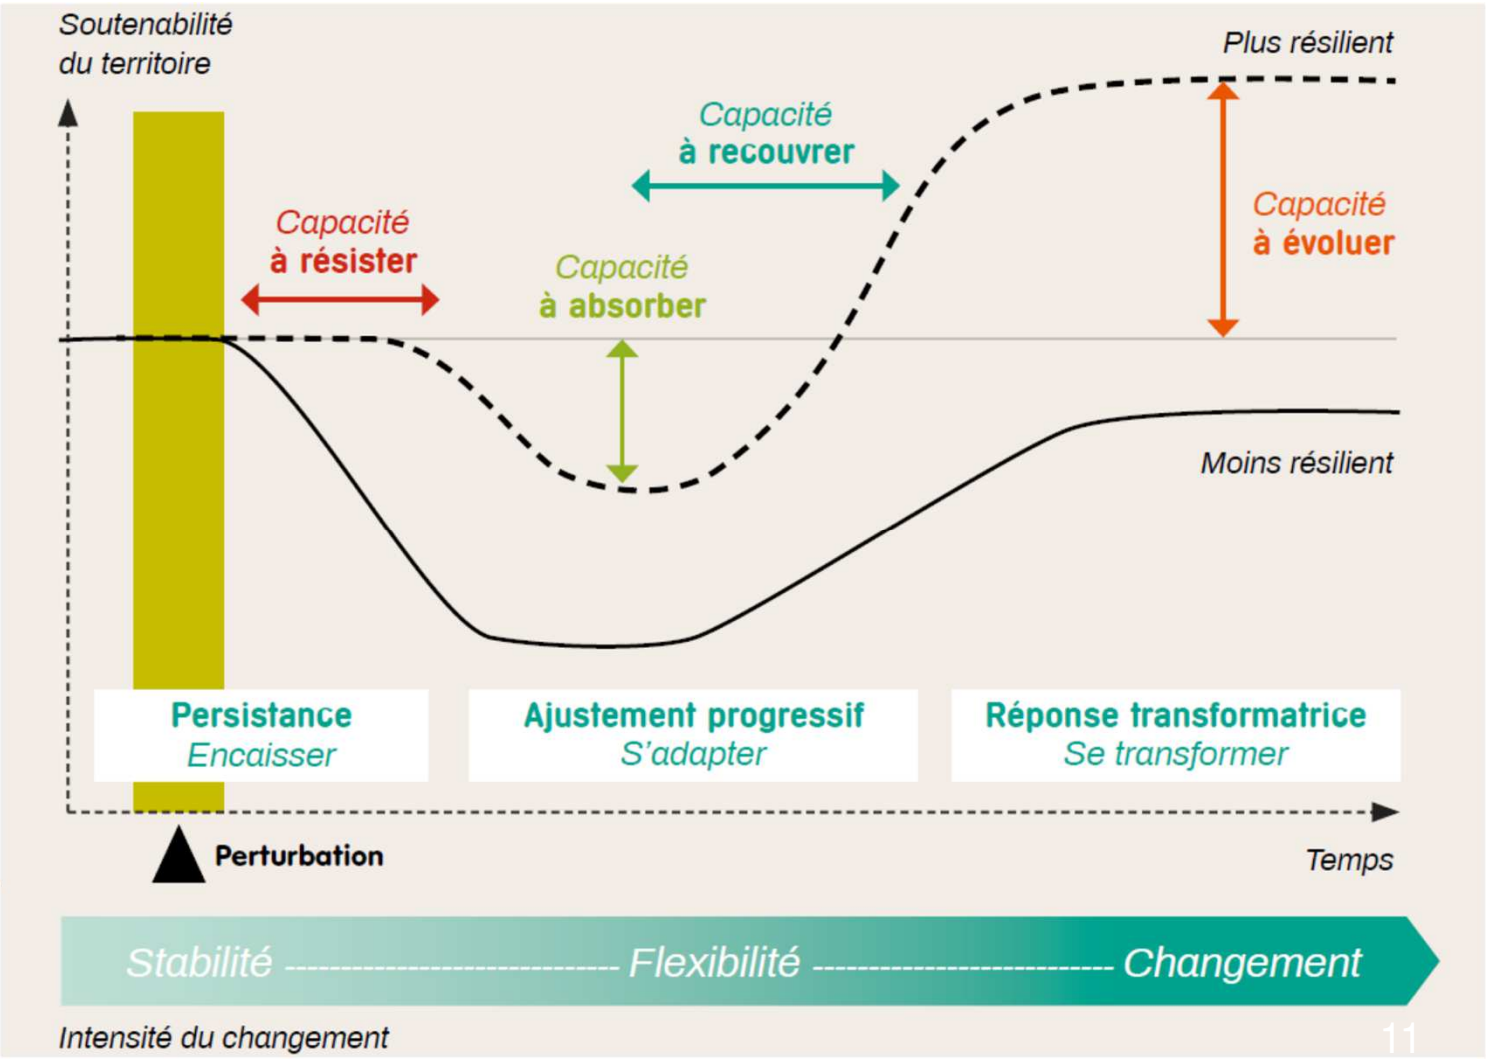 Soutenabilité
du territoire
Plus résilient
Capacité
à recouvrer
Capacité
à résister
Capacité
à absorber
Capacité
à évoluer
Moins résilient
Persistance
Encaisser
Ajustement progressif
S'adapter
Réponse transformatrice
Se transformer
Perturbation
Temps
Stabilité ------------------------------ Flexibilité --------------------------- Changement
Intensité du changement
11